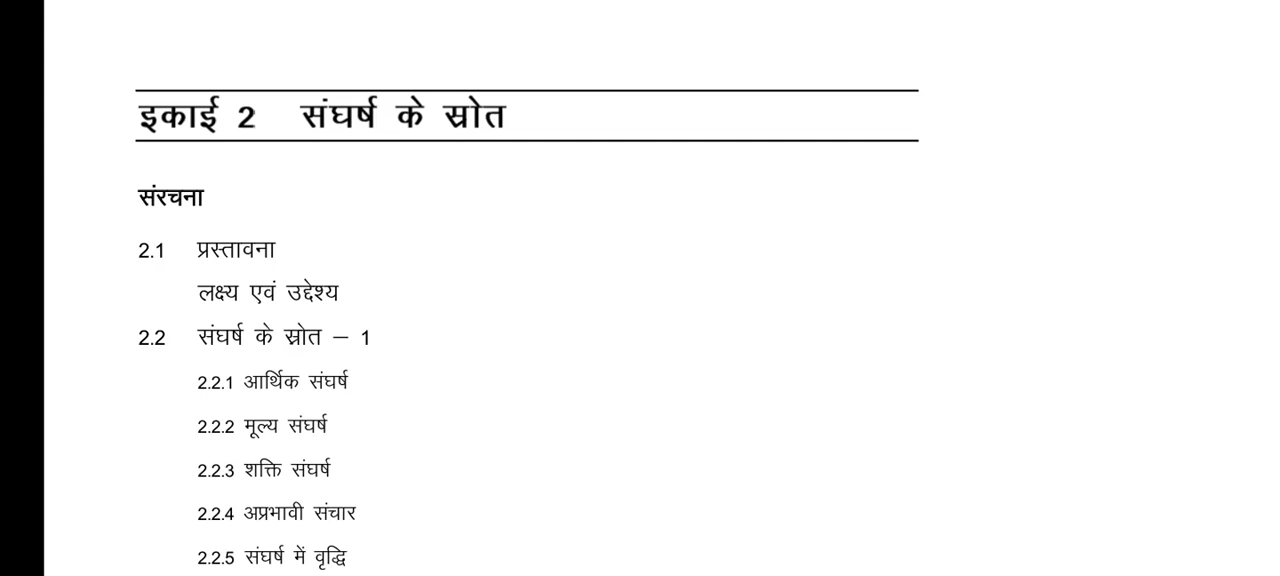 इकाई 2 संघर्ष के स्रोत
संरचना
2.1 प्रस्तावना
लक्ष्य एवं उद्देश्य
2.2 संघर्ष के स्रोत – 1
2.2.1 आर्थिक संघर्ष
2.2.2 मूल्य संघर्ष
2.2.3 शक्ति संघर्ष
2.2.4 अप्रभावी संचार
2.2.5 संघर्ष में वृद्धि